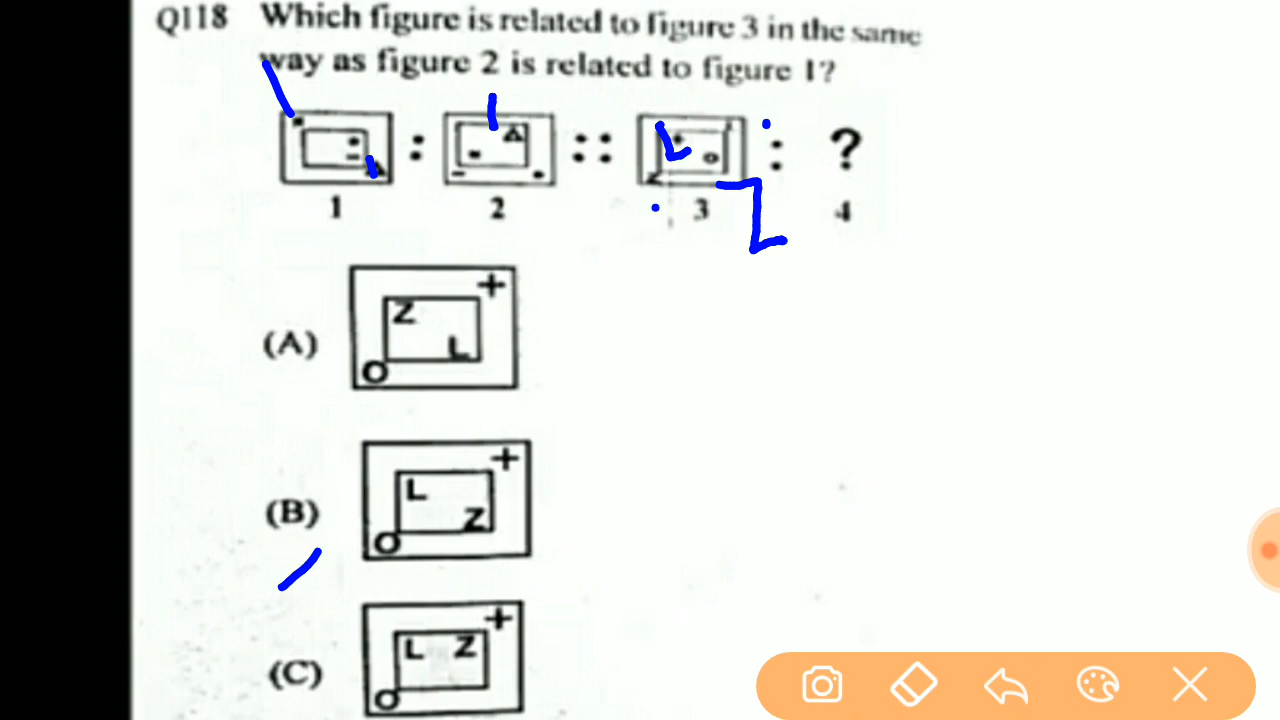 Q118 Which figure is related to figure 3 in the same
way as figure 2 is related to figure 1?
: :: : ?
1 2 3 4
(A) Z L + O
(B) L Z + O
(C) L Z + O